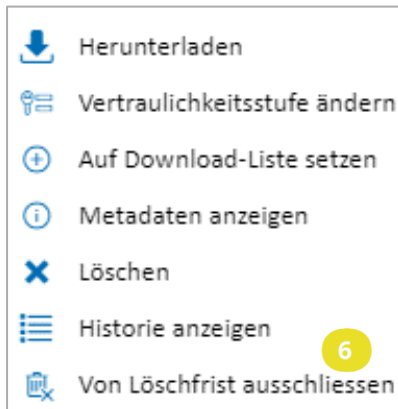 Herunterladen
Vertraulichkeitsstufe ändern
Auf Download-Liste setzen
Metadaten anzeigen
Löschen
Historie anzeigen
6
Von Löschfrist ausschliessen